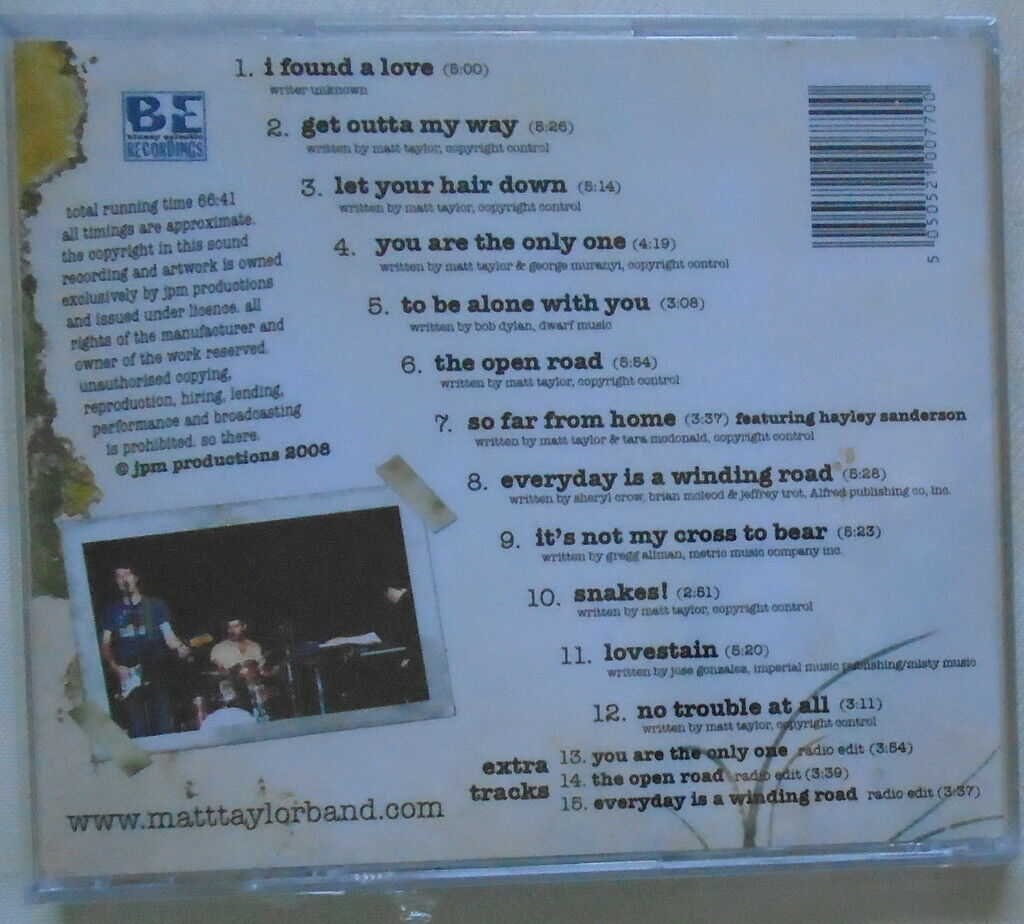 1. i found a love (5:00)
writer unknown
2. get outta my way (5:26)
written by matt taylor, copyright control
3. let your hair down (5:14)
written by matt taylor, copyright control
4. you are the only one (4:19)
written by matt taylor & george muranyi, copyright control
5. to be alone with you (3:08)
written by bob dylan, dwarf music
6. the open road (5:54)
written by matt taylor, copyright control
7. so far from home (3:37) featuring hayley sanderson
written by matt taylor & tara mcdonald, copyright control
8. everyday is a winding road (5:28)
written by sheryl crow, brian mcleod & jeffrey trot, Alfred publishing co, inc.
9. it's not my cross to bear (5:23)
written by gregg allman, metric music company inc.
10. snakes! (2:51)
written by matt taylor, copyright control
11. lovestain (5:20)
written by jose gonzales, imperial music publishing/misty music
12. no trouble at all (3:11)
written by matt taylor, copyright control
extra
tracks
13. you are the only one radio edit (3:54)
14. the open road radio edit (3:39)
15. everyday is a winding road radio edit (3:37)
BE
RECORDINGS
total running time 66:41
all timings are approximate.
the copyright in this sound
recording and artwork is owned
exclusively by jpm productions
and issued under licence. all
rights of the manufacturer and
owner of the work reserved.
unauthorised copying,
reproduction, hiring, lending,
performance and broadcasting
is prohibited. so there.
© jpm productions 2008
www.matttaylorband.com
5 050521 007700